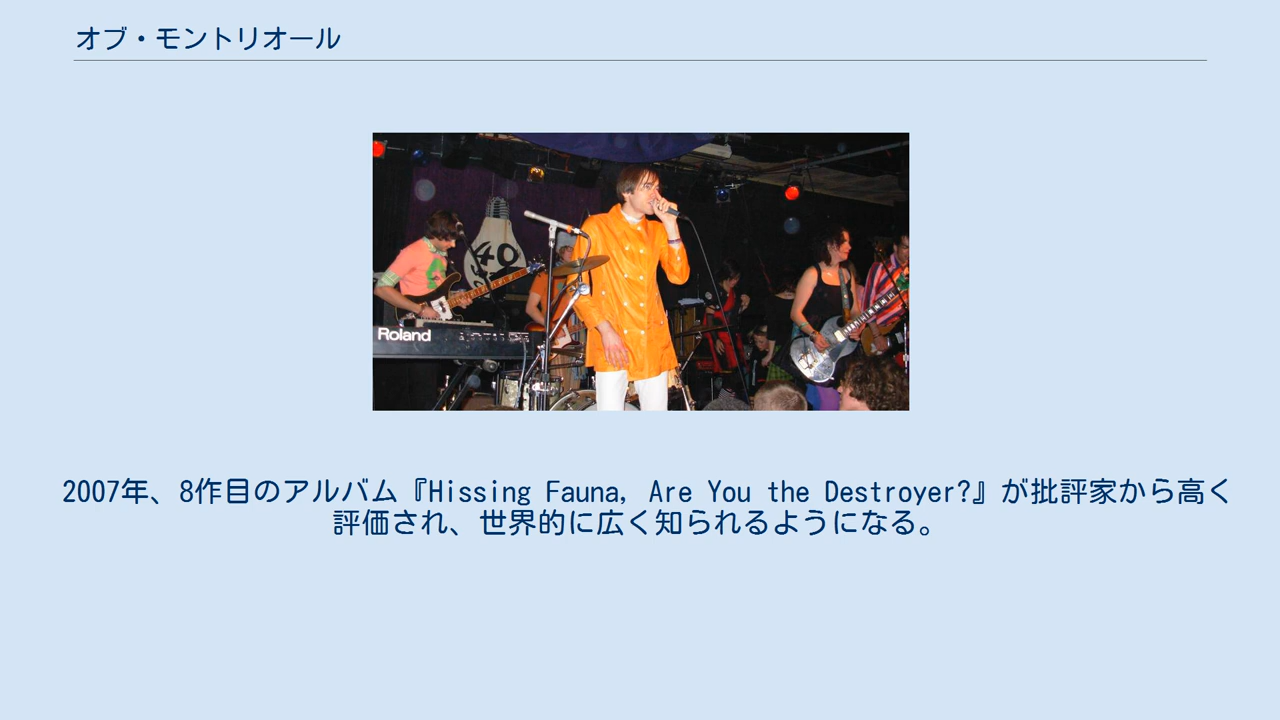 オブ・モントリオール
40
Roland
2007年、8作目のアルバム『Hissing Fauna, Are You the Destroyer?』が批評家から高く
評価され、世界的に広く知られるようになる。